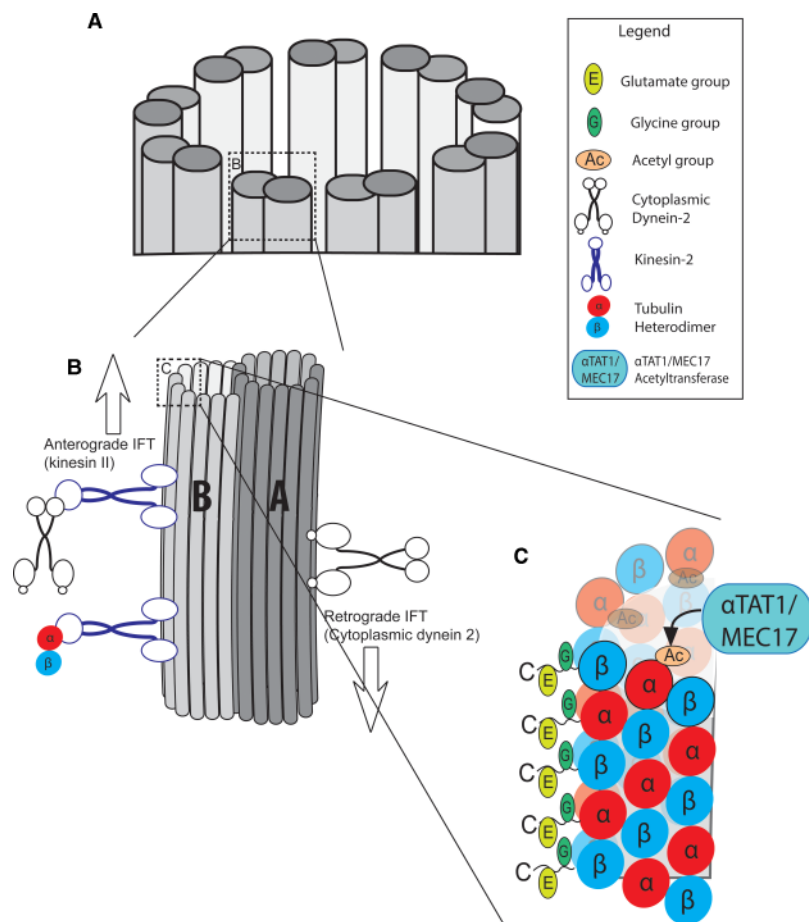 A
B
Legend
E Glutamate group
G Glycine group
Ac Acetyl group
Cytoplasmic
Dynein-2
Kinesin-2
α Tubulin
β Heterodimer
αTAT1/ αTAT1/MEC17
MEC17 Acetyltransferase
B
C
Anterograde IFT
(kinesin II)
B A
Retrograde IFT
(Cytoplasmic dynein 2)
α
β
C
α
β
α
Ac
Ac
αTAT1/
MEC17
Ac
C E G β α β
C E G α β α
C E G β α β
C E G α β α
C E G β α β